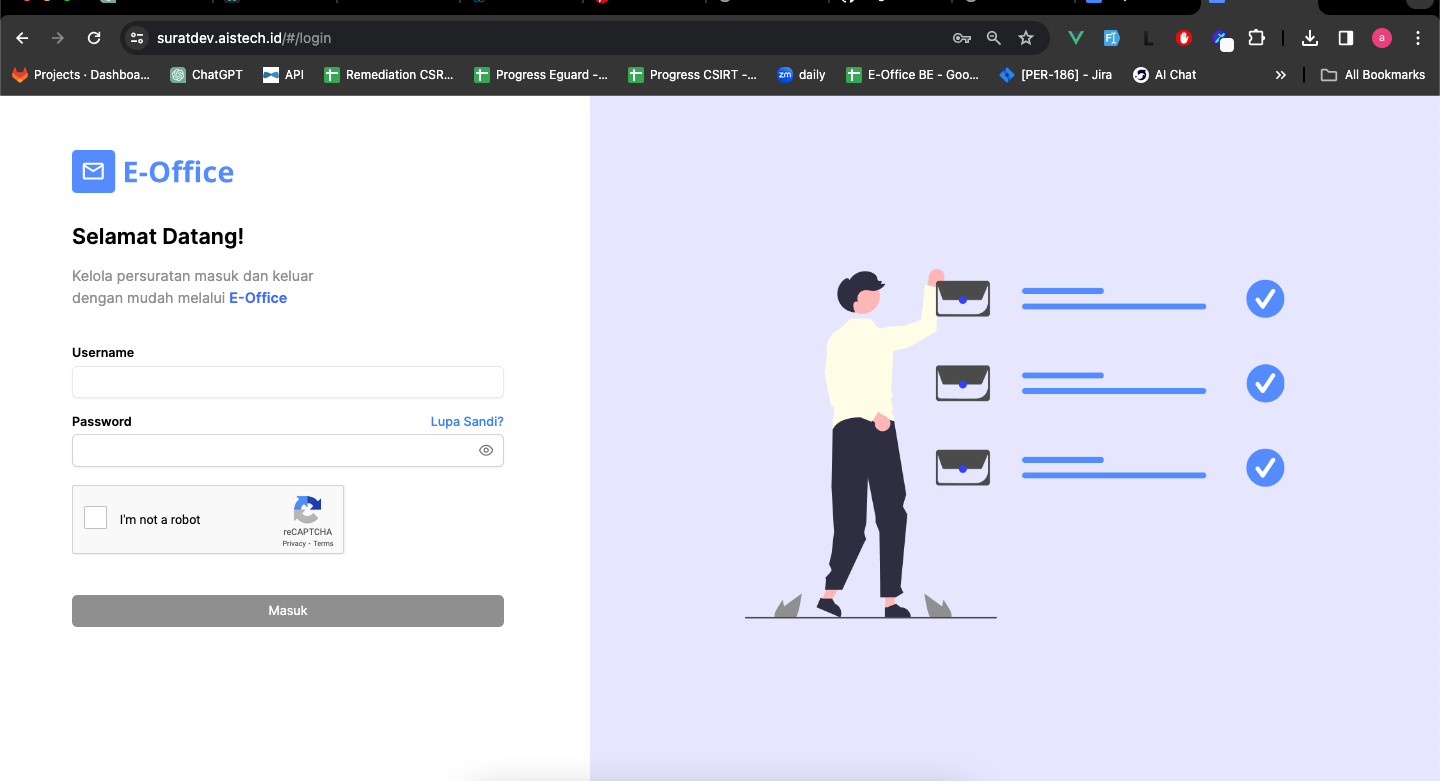 suratdev.aistech.id/#/login
Projects · Dashboa... ChatGPT API Remediation CSR... Progress Eguard -... Progress CSIRT -... daily E-Office BE - Goo... [PER-186] - Jira AI Chat » All Bookmarks
E-Office
Selamat Datang!
Kelola persuratan masuk dan keluar
dengan mudah melalui E-Office
Username
Password Lupa Sandi?
I'm not a robot
reCAPTCHA
Privacy - Terms
Masuk